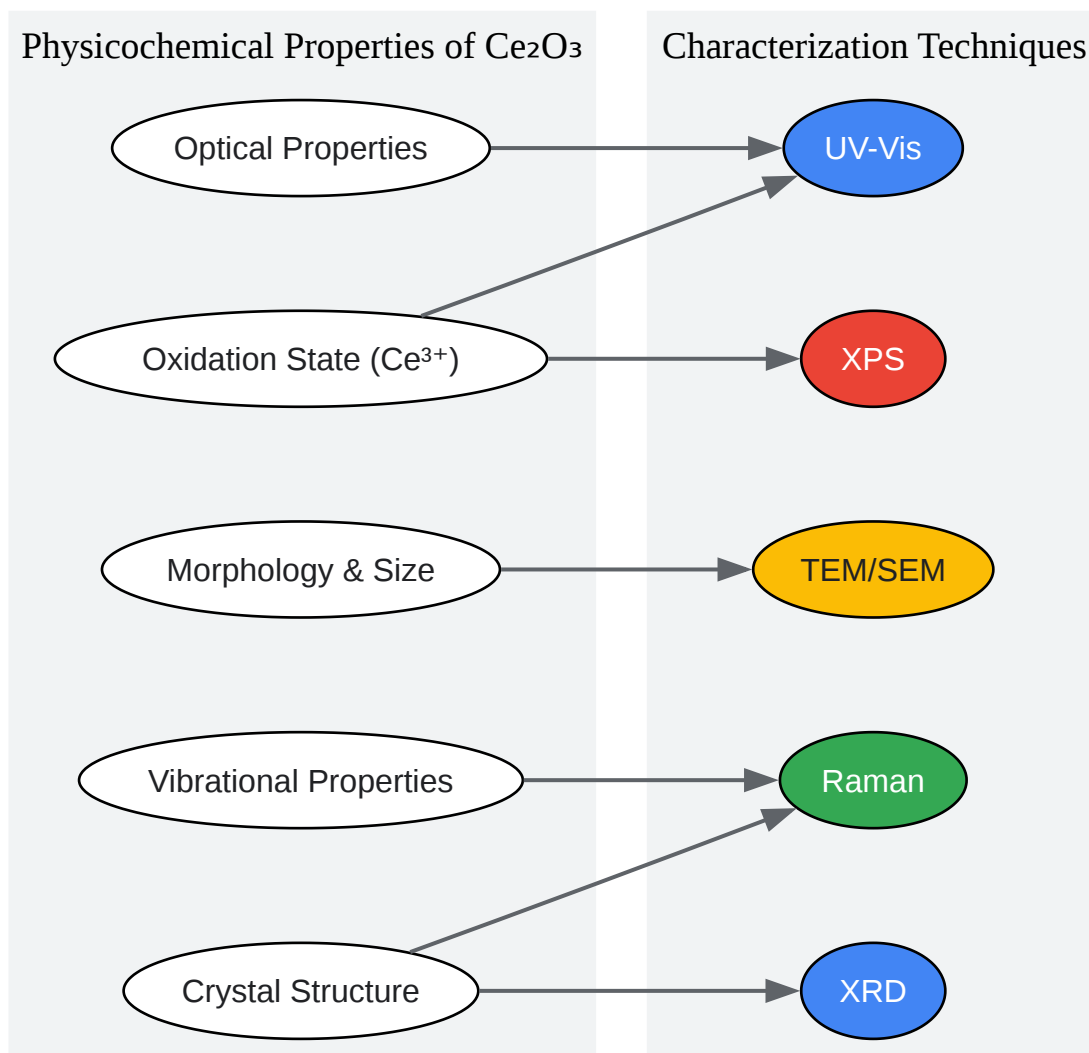 Physicochemical Properties of Ce₂O₃
Characterization Techniques
Optical Properties
UV-Vis
Oxidation State (Ce³⁺)
XPS
Morphology & Size
TEM/SEM
Vibrational Properties
Raman
Crystal Structure
XRD